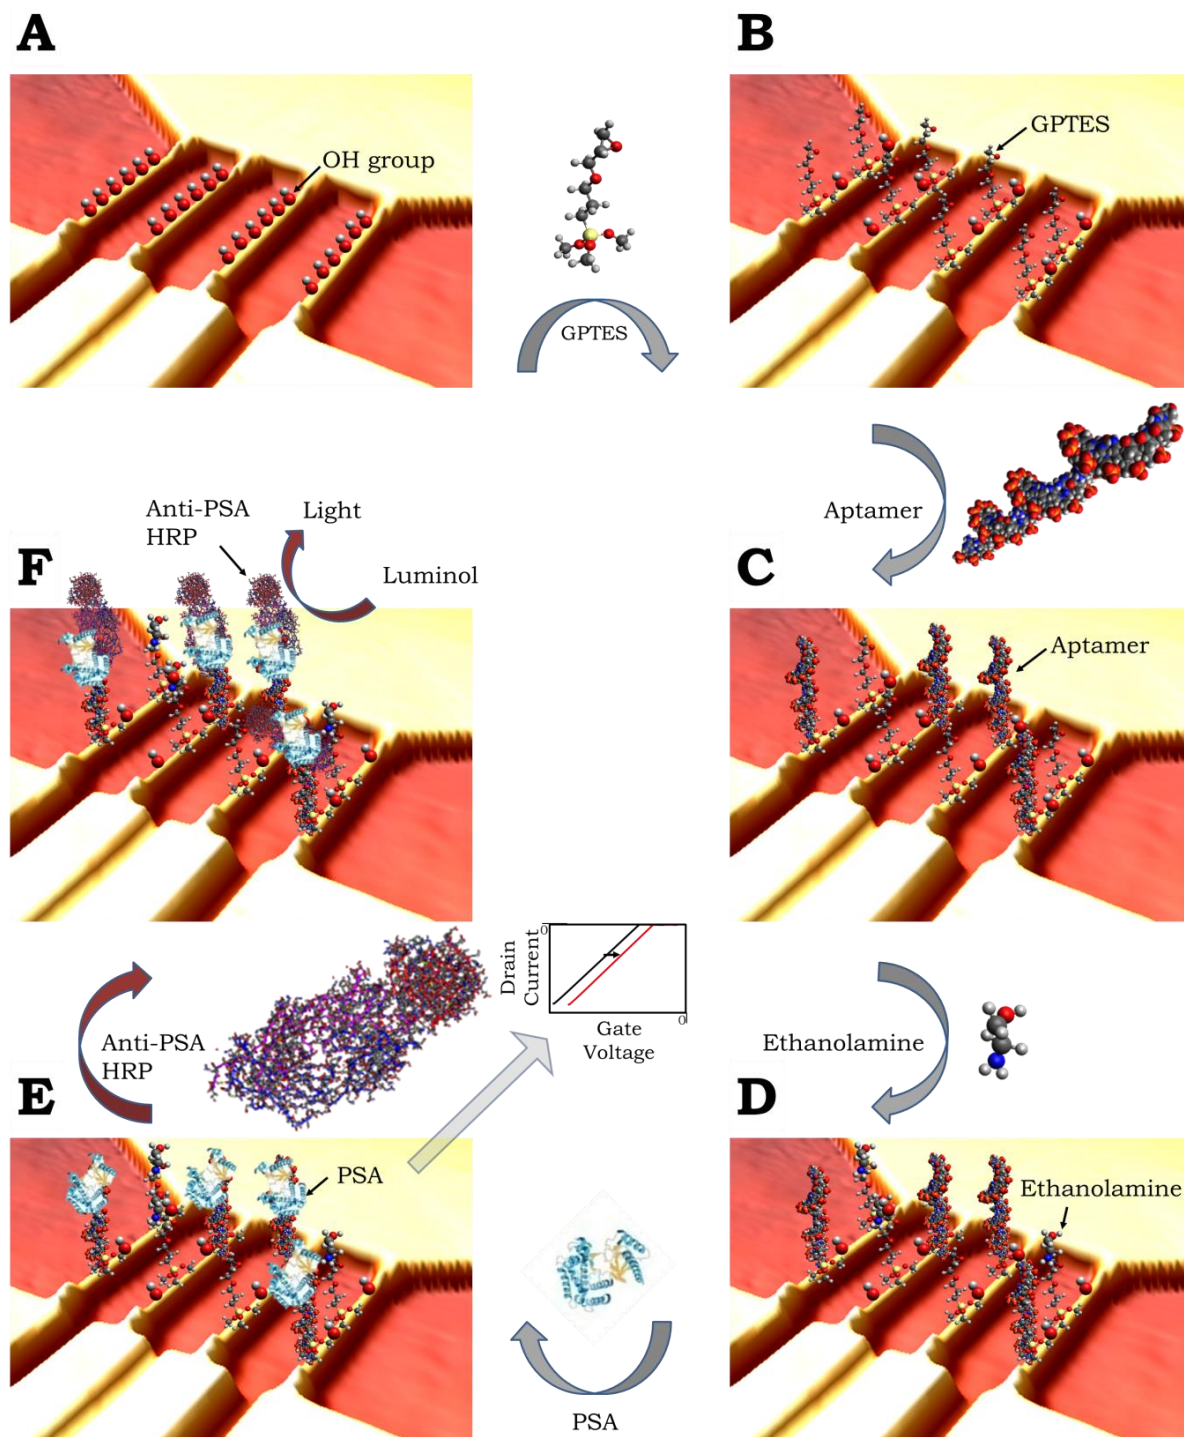 A
B
OH group
GPTES
GPTES
Anti-PSA
HRP
Light
Luminol
Aptamer
F
C
Aptamer
0
Drain
Current
Gate
Voltage
0
Anti-PSA
HRP
Ethanolamine
E
D
PSA
Ethanolamine
PSA